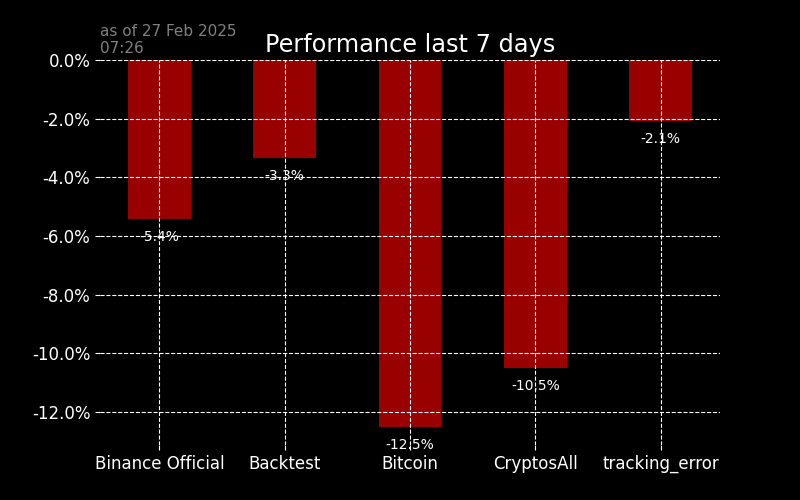 as of 27 Feb 2025
07:26
Performance last 7 days
0.0%
-2.0%
-4.0%
-6.0%
-8.0%
-10.0%
-12.0%
-5.4%
-3.3%
-12.5%
-10.5%
-2.1%
Binance Official
Backtest
Bitcoin
CryptosAll
tracking_error